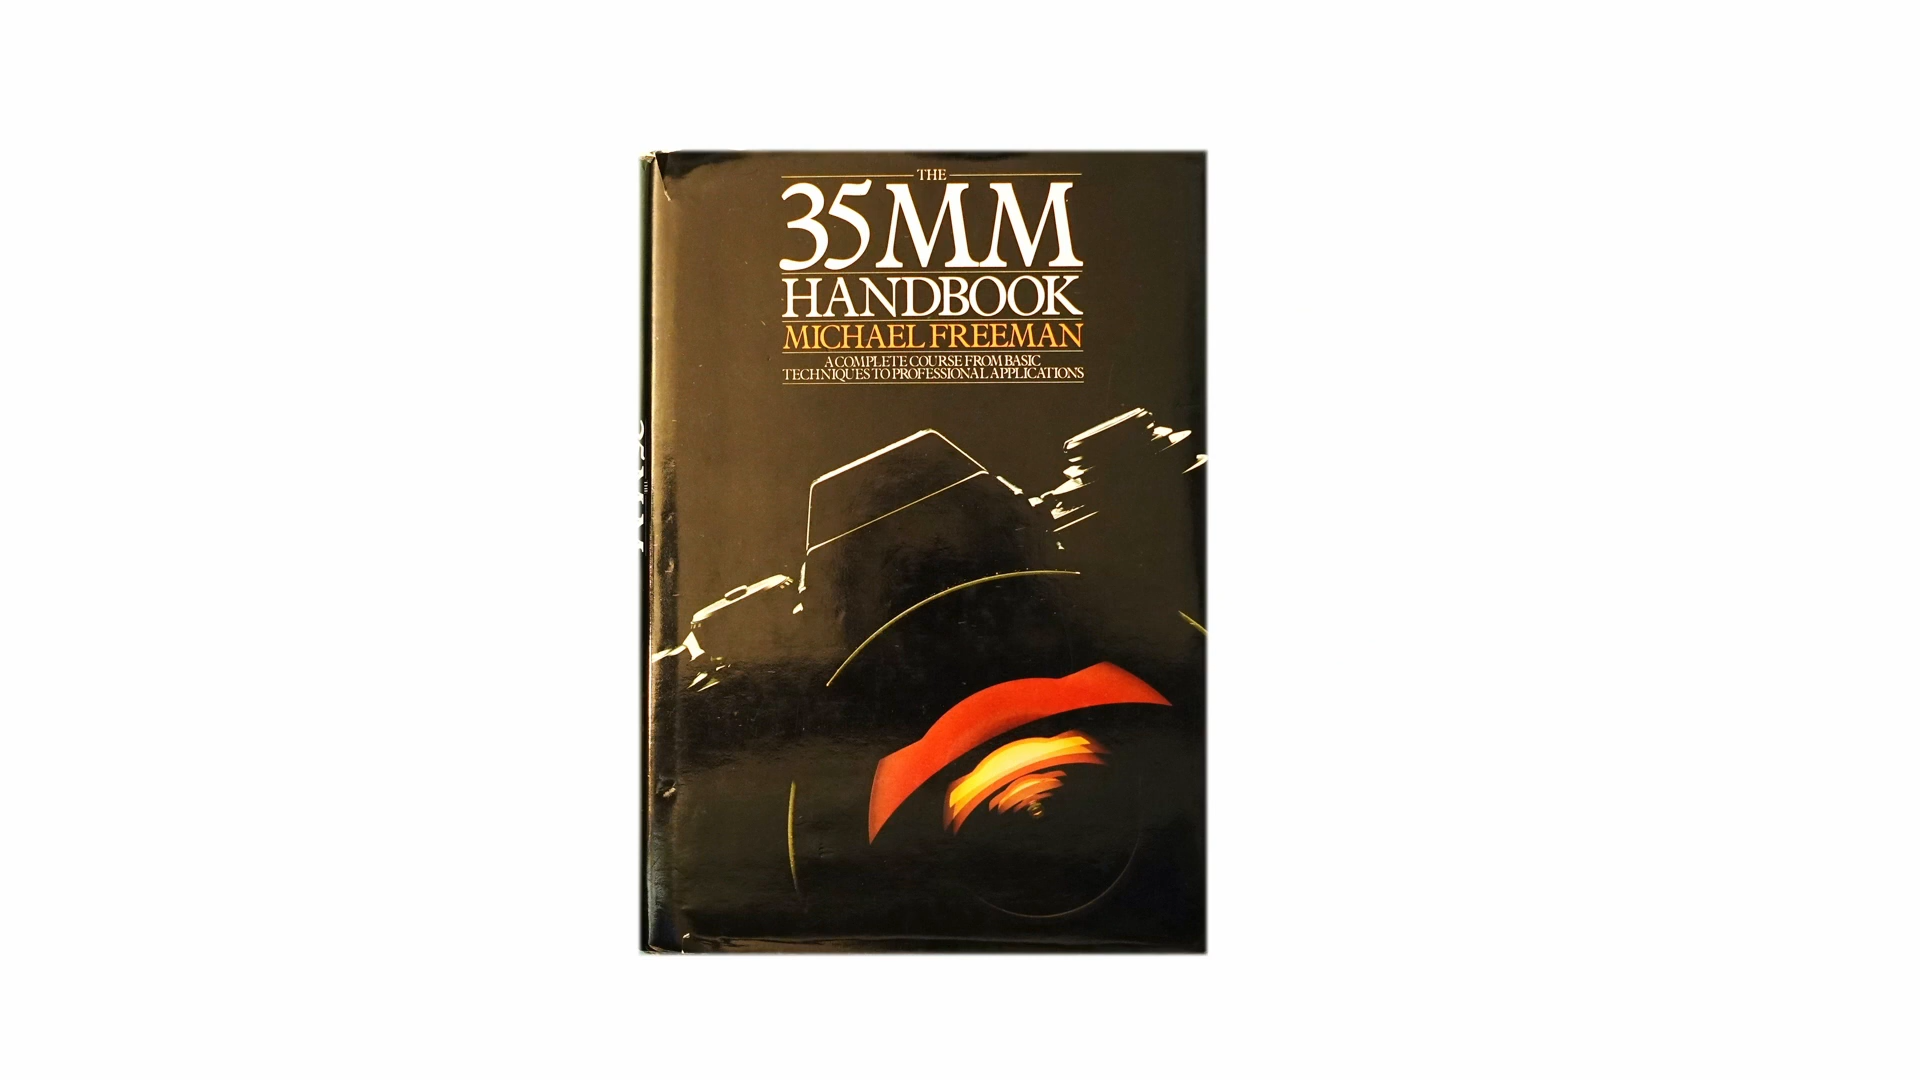 THE
35MM
HANDBOOK
MICHAEL FREEMAN
A COMPLETE COURSE FROM BASIC
TECHNIQUES TO PROFESSIONAL APPLICATIONS